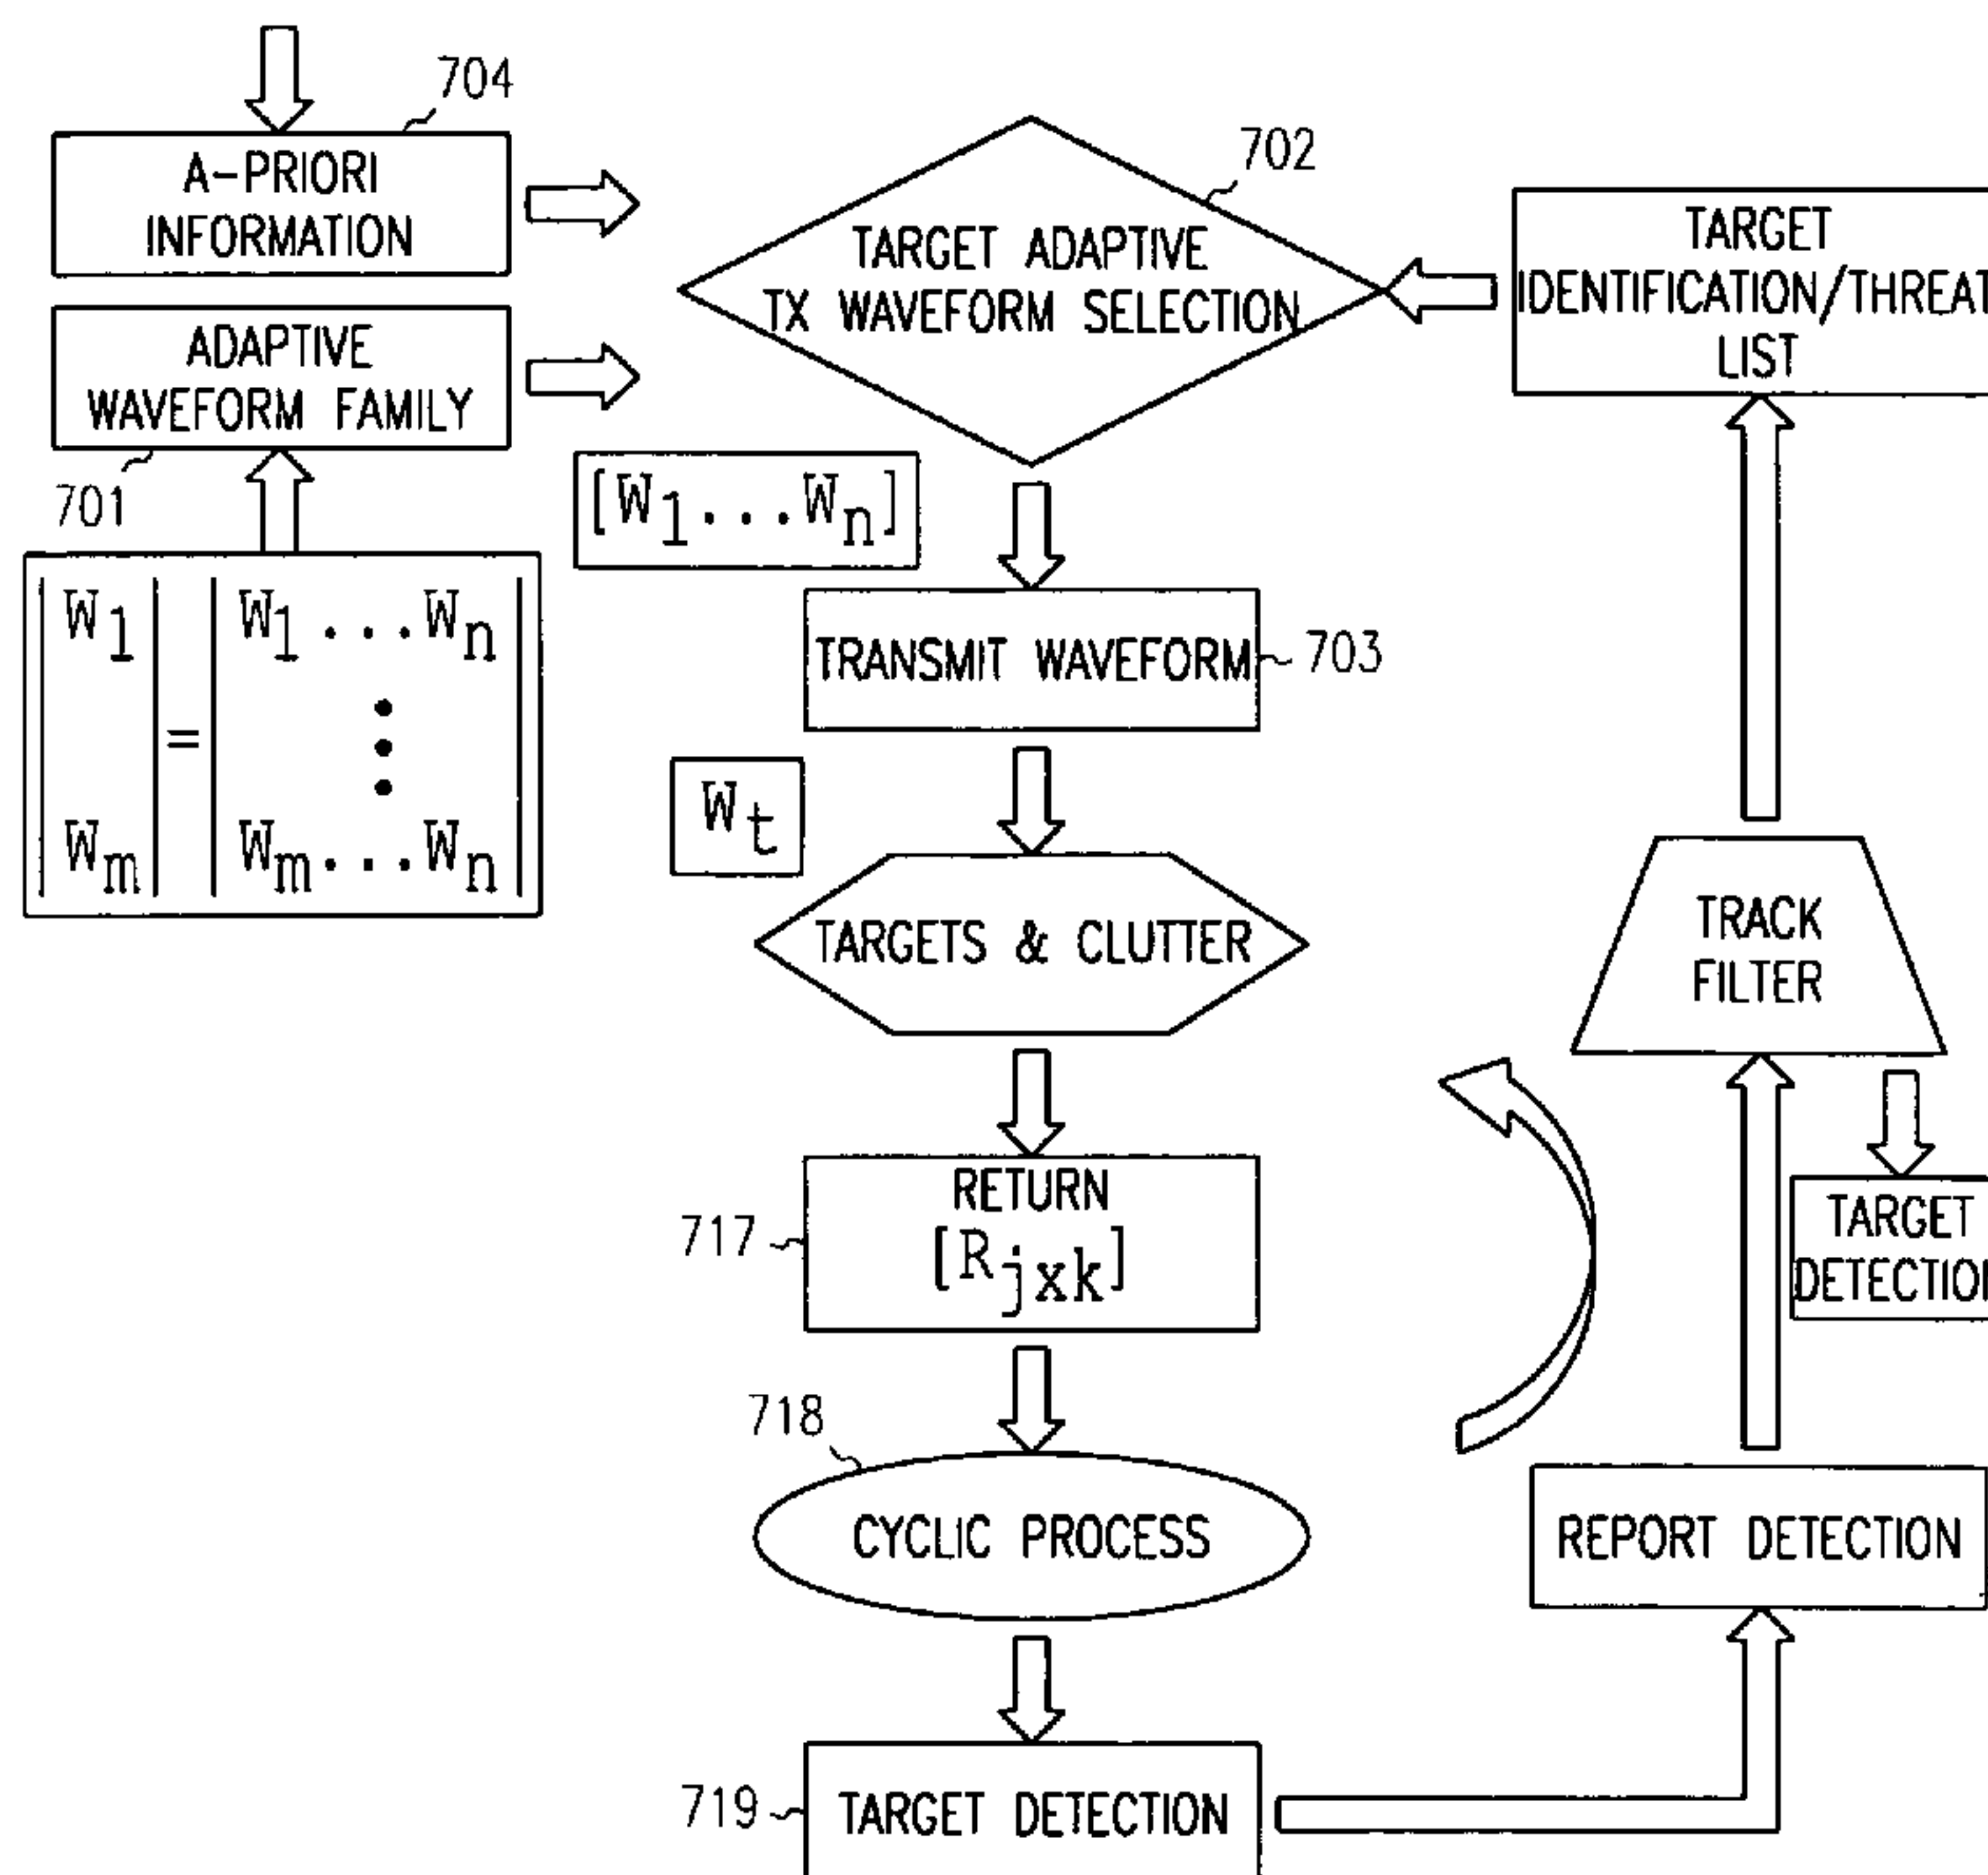 704
A-PRIORI
INFORMATION
702
TARGET ADAPTIVE
TX WAVEFORM SELECTION
TARGET
IDENTIFICATION/THREAT
LIST
ADAPTIVE
WAVEFORM FAMILY
701
[W1...Wn]
W1 = W1...Wn
Wm Wm...Wn
TRANSMIT WAVEFORM
703
Wt
TARGETS & CLUTTER
TRACK
FILTER
RETURN
[Rjxk]
717
TARGET
DETECTION
718
CYCLIC PROCESS
REPORT DETECTION
719
TARGET DETECTION